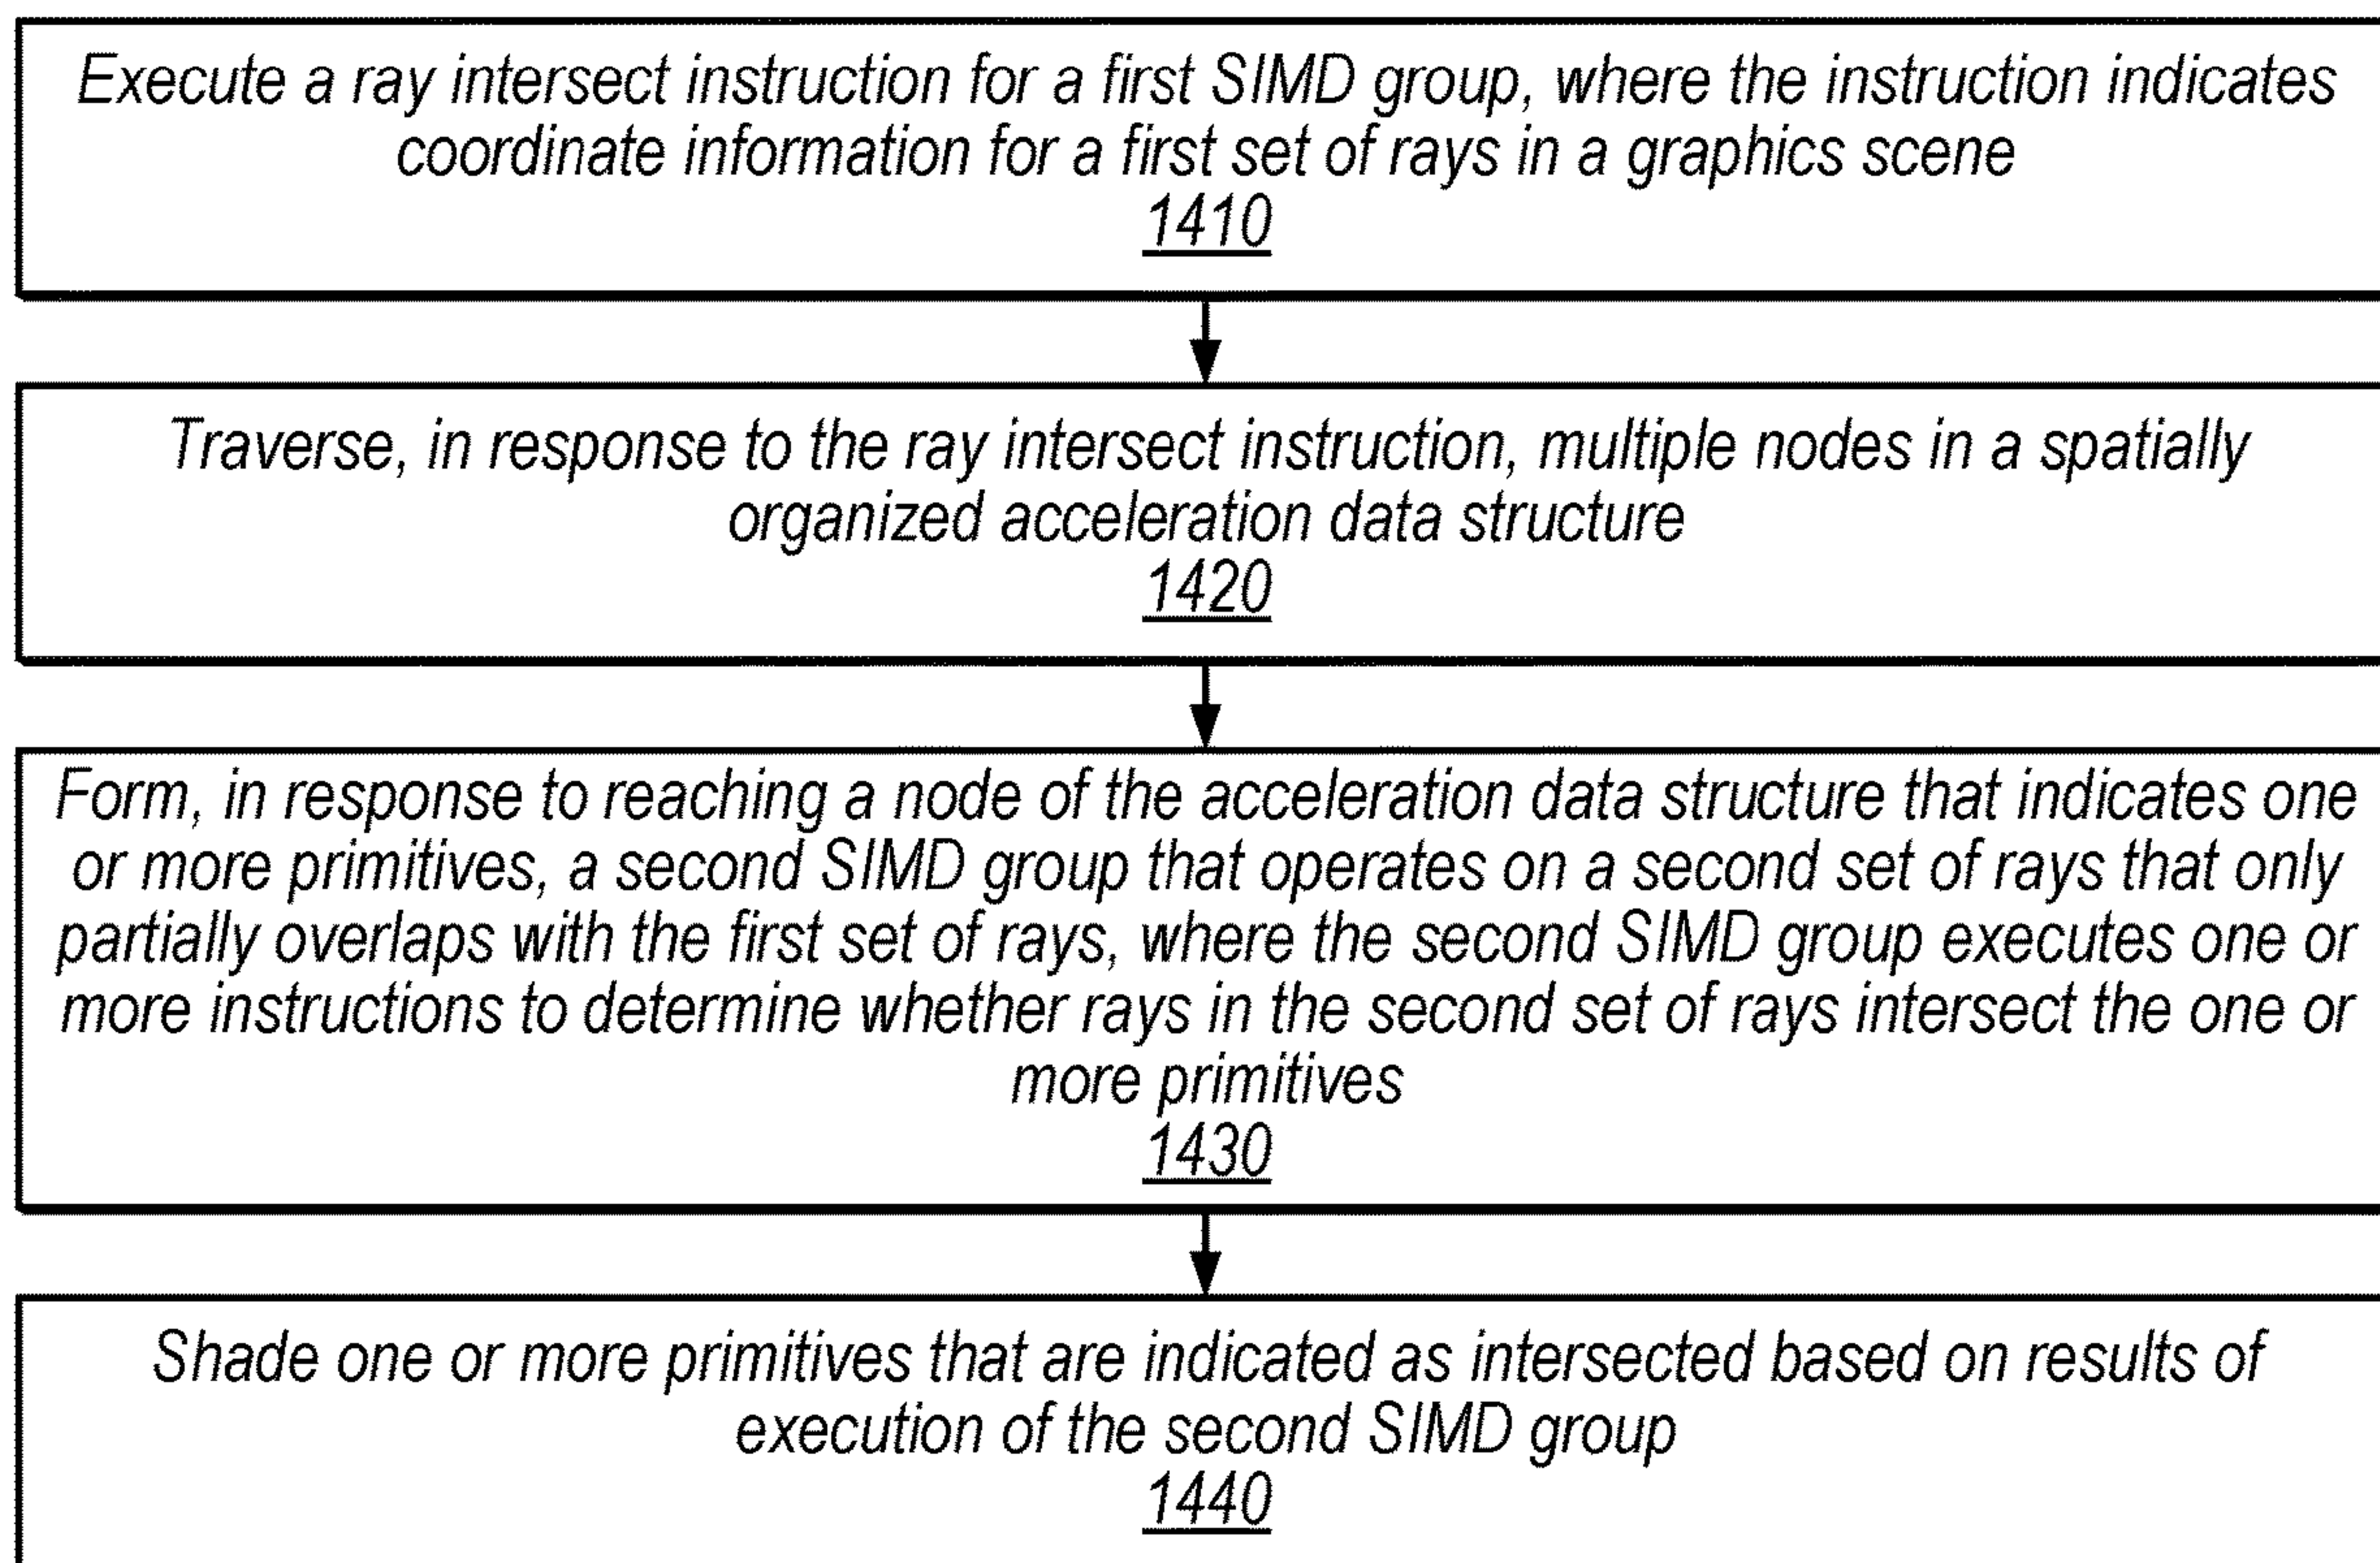 Execute a ray intersect instruction for a first SIMD group, where the instruction indicates
coordinate information for a first set of rays in a graphics scene
1410
Traverse, in response to the ray intersect instruction, multiple nodes in a spatially
organized acceleration data structure
1420
Form, in response to reaching a node of the acceleration data structure that indicates one
or more primitives, a second SIMD group that operates on a second set of rays that only
partially overlaps with the first set of rays, where the second SIMD group executes one or
more instructions to determine whether rays in the second set of rays intersect the one or
more primitives
1430
Shade one or more primitives that are indicated as intersected based on results of
execution of the second SIMD group
1440